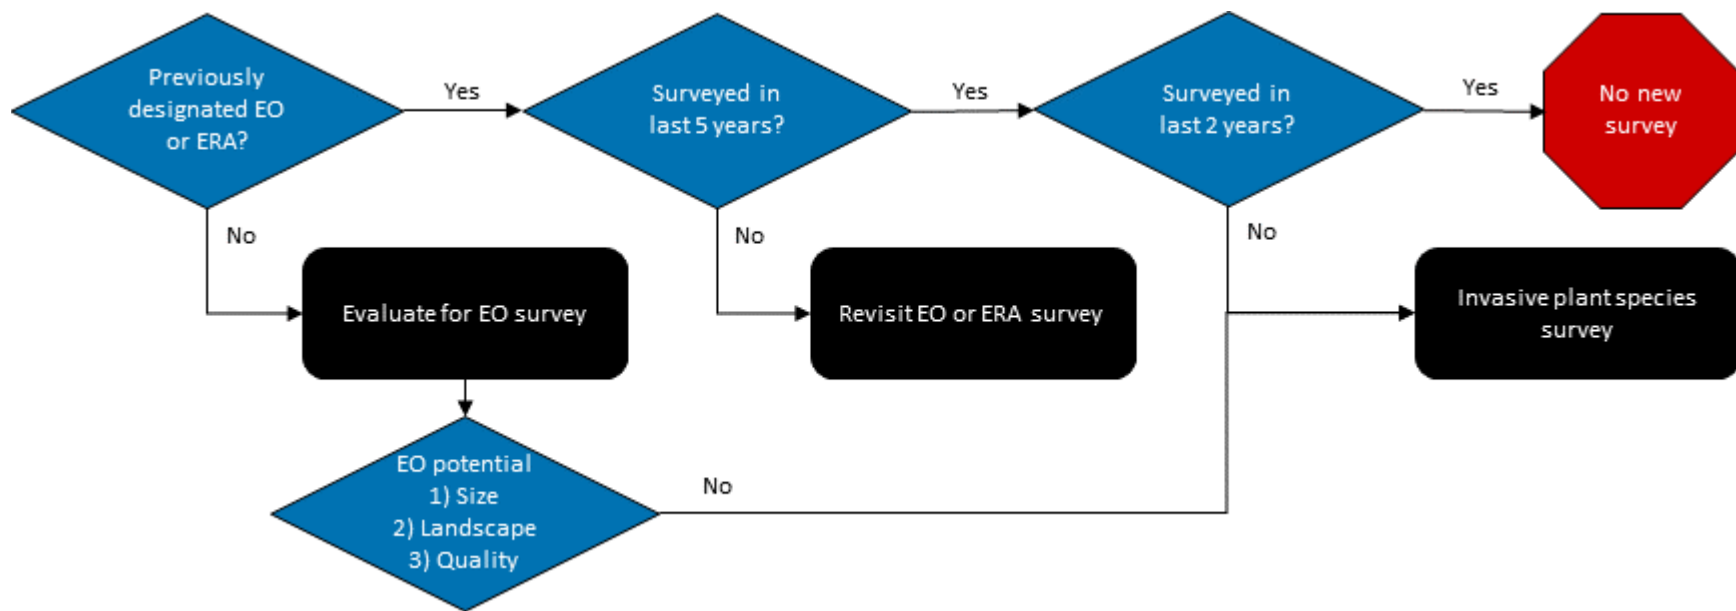 Previously
designated EO
or ERA?
Yes
Surveyed in
last 5 years?
Yes
Surveyed in
last 2 years?
Yes
No new
survey
No
Evaluate for EO survey
No
Revisit EO or ERA survey
No
Invasive plant species
survey
EO potential
1) Size
2) Landscape
3) Quality
No